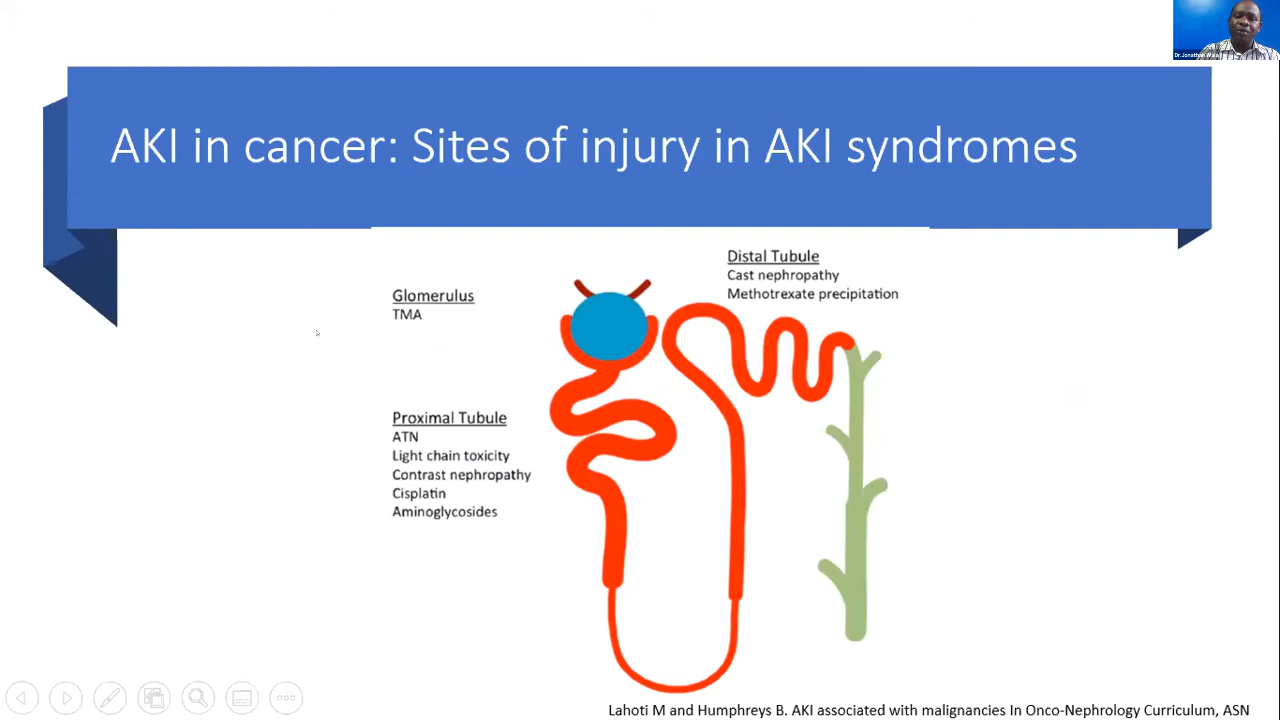 Dr.Jonathan
AKI in cancer: Sites of injury in AKI syndromes
Distal Tubule
Cast nephropathy
Methotrexate precipitation
Glomerulus
TMA
Proximal Tubule
ATN
Light chain toxicity
Contrast nephropathy
Cisplatin
Aminoglycosides
Lahoti M and Humphreys B. AKI associated with malignancies In Onco-Nephrology Curriculum, ASN